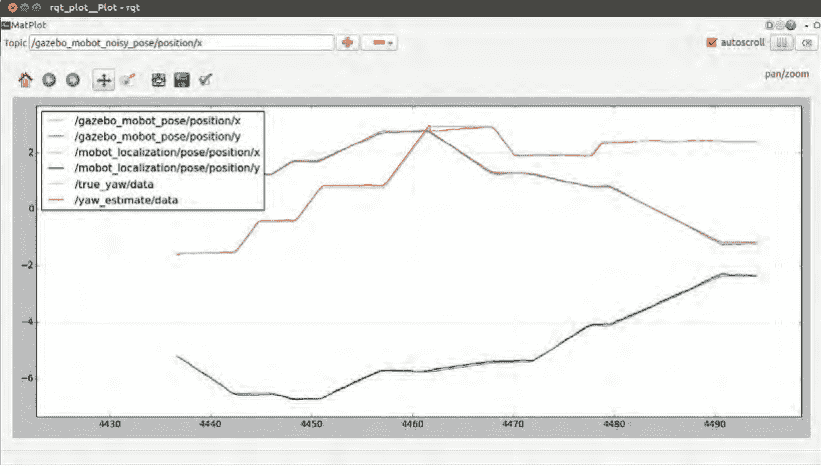 rqt_plot__Plot - rqt
MatPlot
Topic /gazebo_mobot_noisy_pose/position/x
autoscroll
pan/zoom
/gazebo_mobot_pose/position/x
/gazebo_mobot_pose/position/y
/mobot_localization/pose/position/x
/mobot_localization/pose/position/y
/true_yaw/data
/yaw_estimate/data
2
0
−2
−4
−6
4430 4440 4450 4460 4470 4480 4490